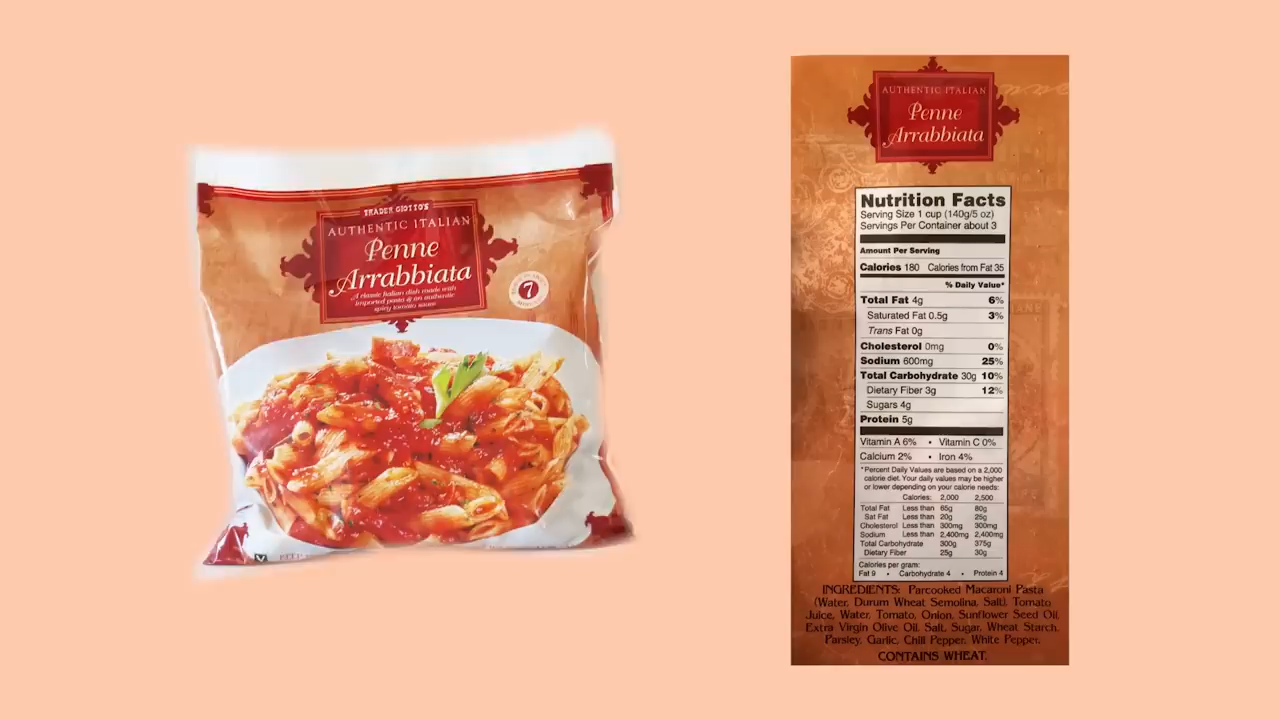 TRADER GIOTTO'S
AUTHENTIC ITALIAN
Penne
Arrabbiata
A classic Italian dish made with
imported pasta & an authentic
spicy tomato sauce
7
AUTHENTIC ITALIAN
Penne
Arrabbiata
Nutrition Facts
Serving Size 1 cup (140g/5 oz)
Servings Per Container about 3
Amount Per Serving
Calories 180 Calories from Fat 35
% Daily Value*
Total Fat 4g 6%
Saturated Fat 0.5g 3%
Trans Fat 0g
Cholesterol 0mg 0%
Sodium 600mg 25%
Total Carbohydrate 30g 10%
Dietary Fiber 3g 12%
Sugars 4g
Protein 5g
Vitamin A 6% • Vitamin C 0%
Calcium 2% • Iron 4%
*Percent Daily Values are based on a 2,000
calorie diet. Your daily values may be higher
or lower depending on your calorie needs:
Calories: 2,000 2,500
Total Fat Less than 65g 80g
Sat Fat Less than 20g 25g
Cholesterol Less than 300mg 300mg
Sodium Less than 2,400mg 2,400mg
Total Carbohydrate 300g 375g
Dietary Fiber 25g 30g
Calories per gram:
Fat 9 • Carbohydrate 4 • Protein 4
INGREDIENTS: Parcooked Macaroni Pasta
(Water, Durum Wheat Semolina, Salt), Tomato
Juice, Water, Tomato, Onion, Sunflower Seed Oil,
Extra Virgin Olive Oil, Salt, Sugar, Wheat Starch,
Parsley, Garlic, Chili Pepper, White Pepper.
CONTAINS WHEAT.